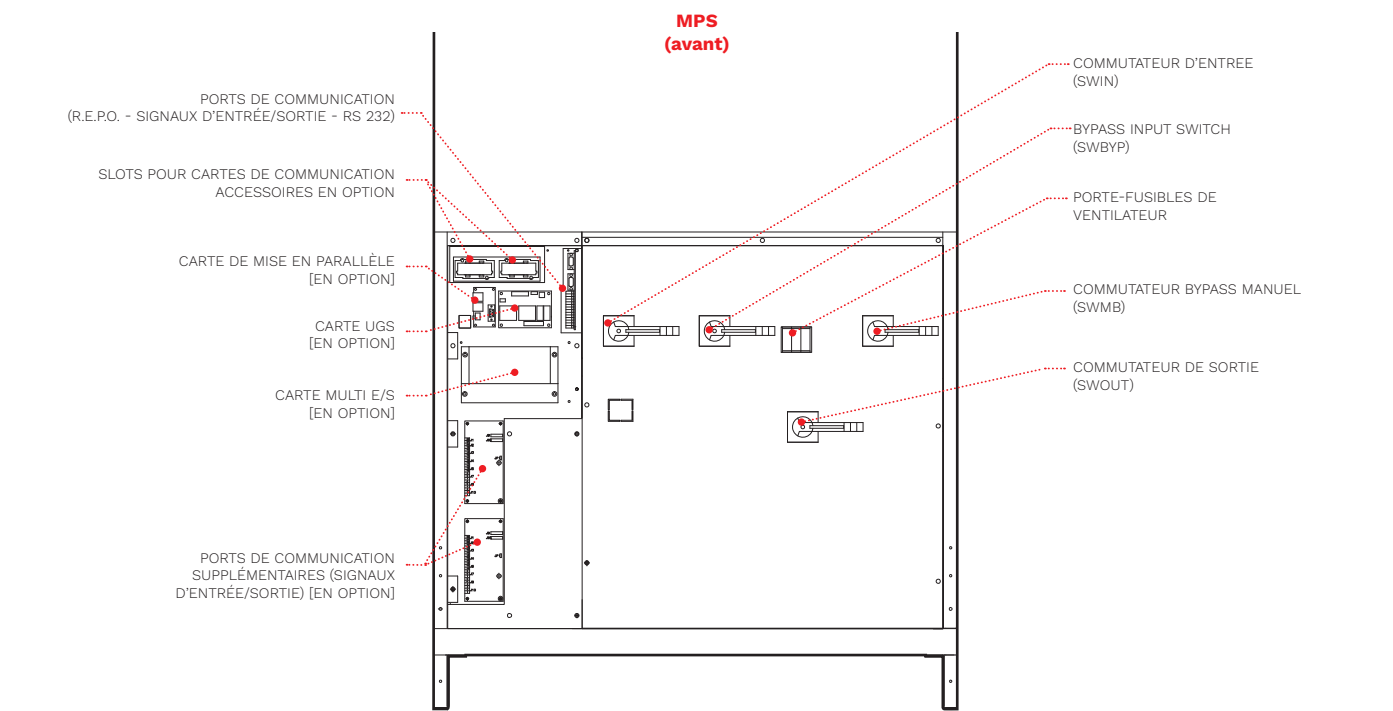 MPS
(avant)
PORTS DE COMMUNICATION
(R.E.P.O. - SIGNAUX D'ENTRÉE/SORTIE - RS 232)
SLOTS POUR CARTES DE COMMUNICATION
ACCESSOIRES EN OPTION
CARTE DE MISE EN PARALLÈLE
[EN OPTION]
CARTE UGS
[EN OPTION]
CARTE MULTI E/S
[EN OPTION]
PORTS DE COMMUNICATION
SUPPLÉMENTAIRES (SIGNAUX
D'ENTRÉE/SORTIE) [EN OPTION]
COMMUTATEUR D'ENTREE
(SWIN)
BYPASS INPUT SWITCH
(SWBYP)
PORTE-FUSIBLES DE
VENTILATEUR
COMMUTATEUR BYPASS MANUEL
(SWMB)
COMMUTATEUR DE SORTIE
(SWOUT)